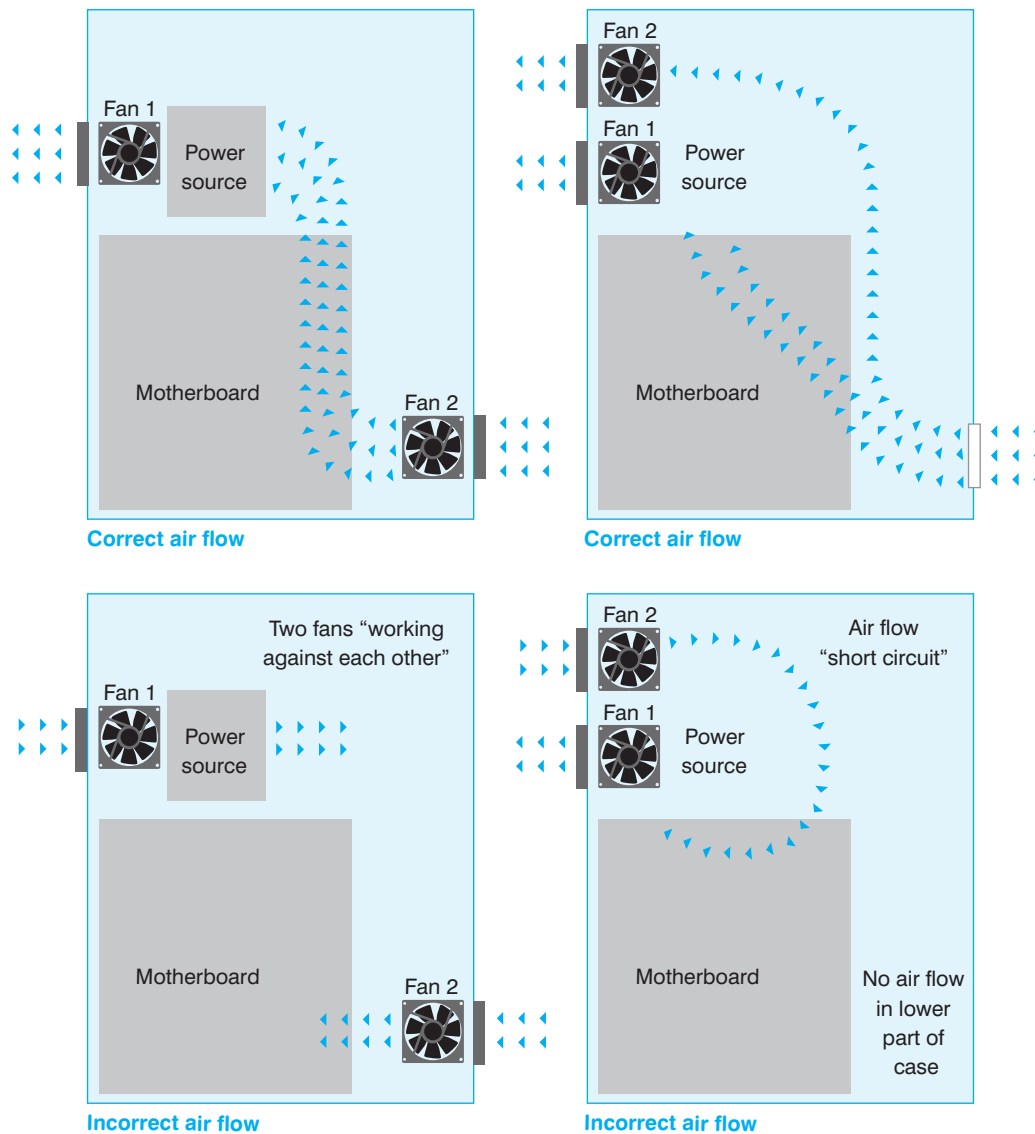 Fan 1
Power
source
Motherboard
Fan 2
Correct air flow
Fan 2
Fan 1
Power
source
Motherboard
Correct air flow
Two fans “working
against each other”
Fan 1
Power
source
Motherboard
Fan 2
Incorrect air flow
Fan 2
Air flow
“short circuit”
Fan 1
Power
source
Motherboard
No air flow
in lower
part of
case
Incorrect air flow